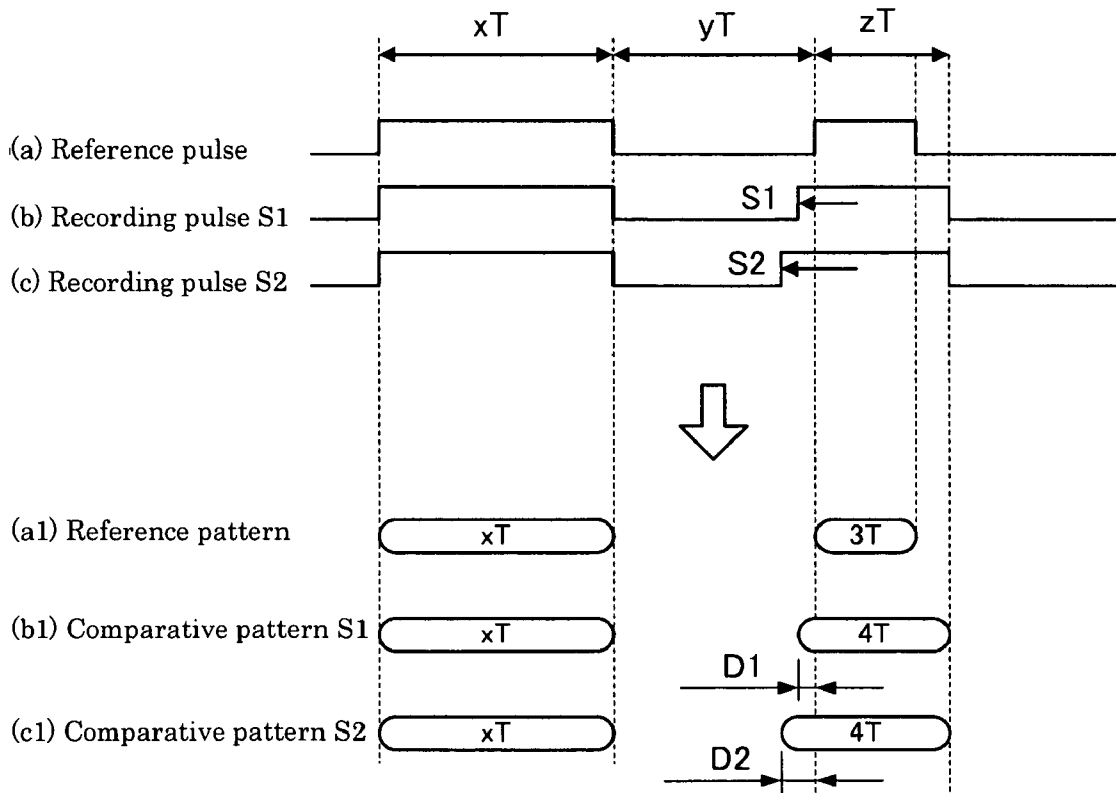 xT yT zT
(a) Reference pulse
S1
(b) Recording pulse S1
S2
(c) Recording pulse S2
(a1) Reference pattern xT 3T
(b1) Comparative pattern S1 xT 4T
D1
(c1) Comparative pattern S2 xT 4T
D2